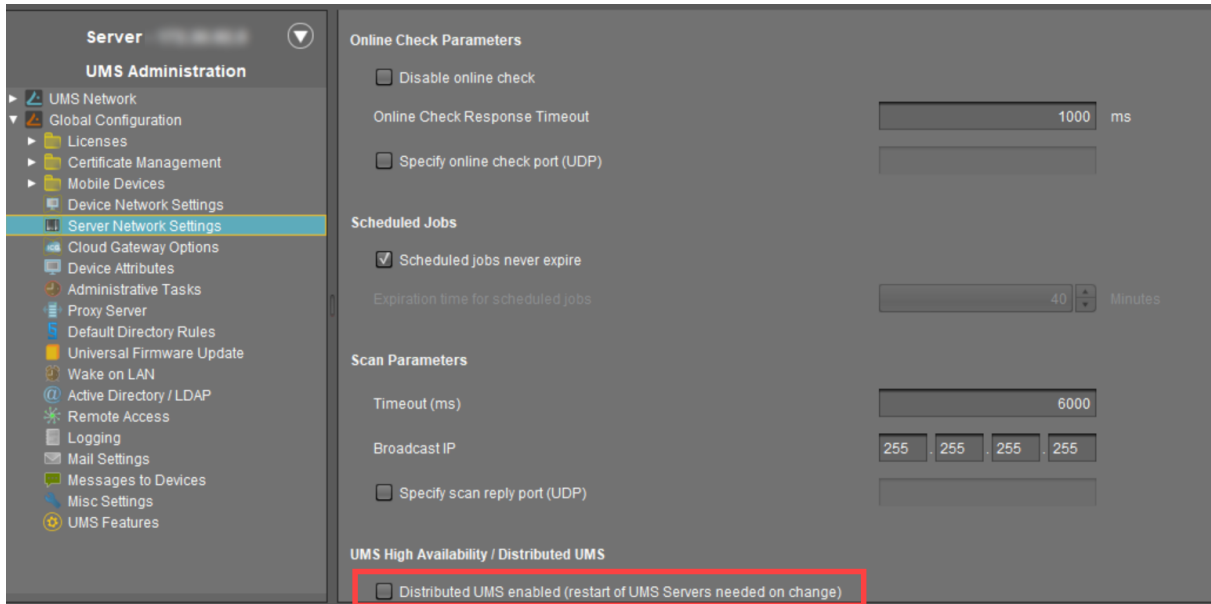 Server
UMS Administration
UMS Network
Global Configuration
Licenses
Certificate Management
Mobile Devices
Device Network Settings
Server Network Settings
Cloud Gateway Options
Device Attributes
Administrative Tasks
Proxy Server
Default Directory Rules
Universal Firmware Update
Wake on LAN
Active Directory / LDAP
Remote Access
Logging
Mail Settings
Messages to Devices
Misc Settings
UMS Features
Online Check Parameters
Disable online check
Online Check Response Timeout 1000 ms
Specify online check port (UDP)
Scheduled Jobs
Scheduled jobs never expire
Expiration time for scheduled jobs 40 Minutes
Scan Parameters
Timeout (ms) 6000
Broadcast IP 255 . 255 . 255 . 255
Specify scan reply port (UDP)
UMS High Availability / Distributed UMS
Distributed UMS enabled (restart of UMS Servers needed on change)